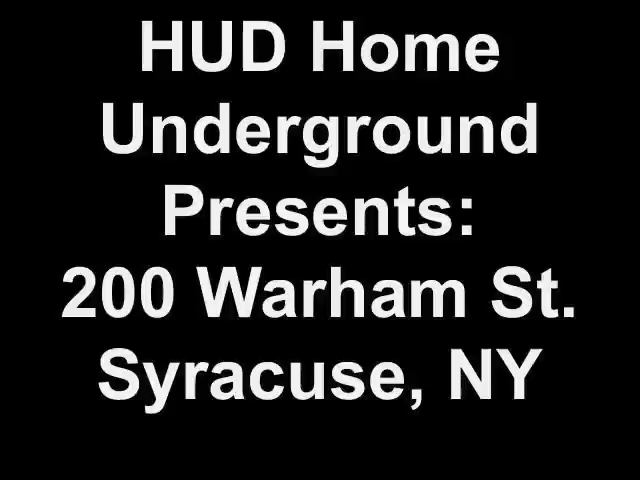 HUD Home
Underground
Presents:
200 Warham St.
Syracuse, NY